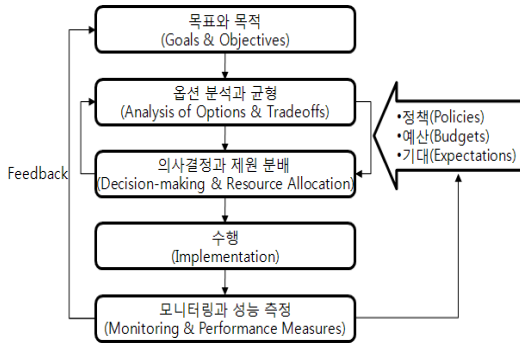 목표와 목적
(Goals & Objectives)
옵션 분석과 균형
(Analysis of Options & Tradeoffs)
•정책(Policies)
•예산(Budgets)
•기대(Expectations)
Feedback
의사결정과 제원 분배
(Decision-making & Resource Allocation)
수행
(Implementation)
모니터링과 성능 측정
(Monitoring & Performance Measures)